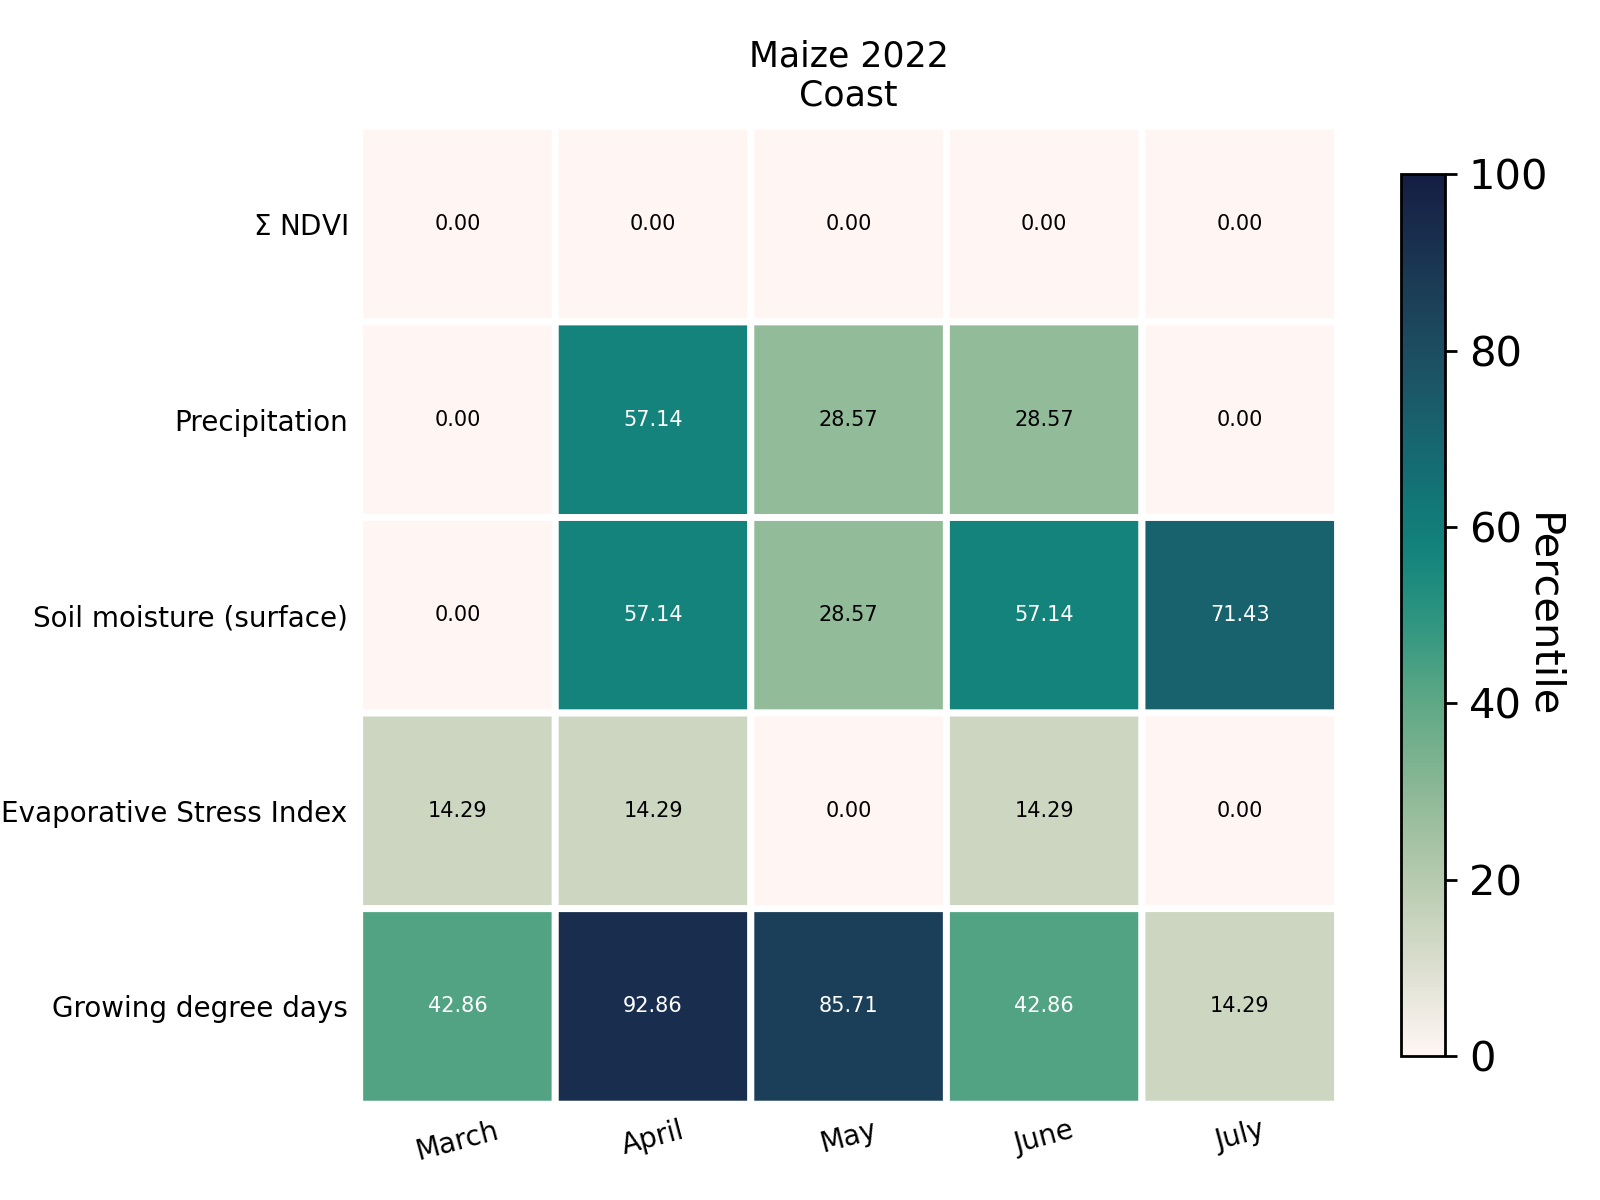 Maize 2022
Coast
Σ NDVI 0.00 0.00 0.00 0.00 0.00
Precipitation 0.00 57.14 28.57 28.57 0.00
Soil moisture (surface) 0.00 57.14 28.57 57.14 71.43
Evaporative Stress Index 14.29 14.29 0.00 14.29 0.00
Growing degree days 42.86 92.86 85.71 42.86 14.29
March April May June July
100
80
60
40
20
0
Percentile